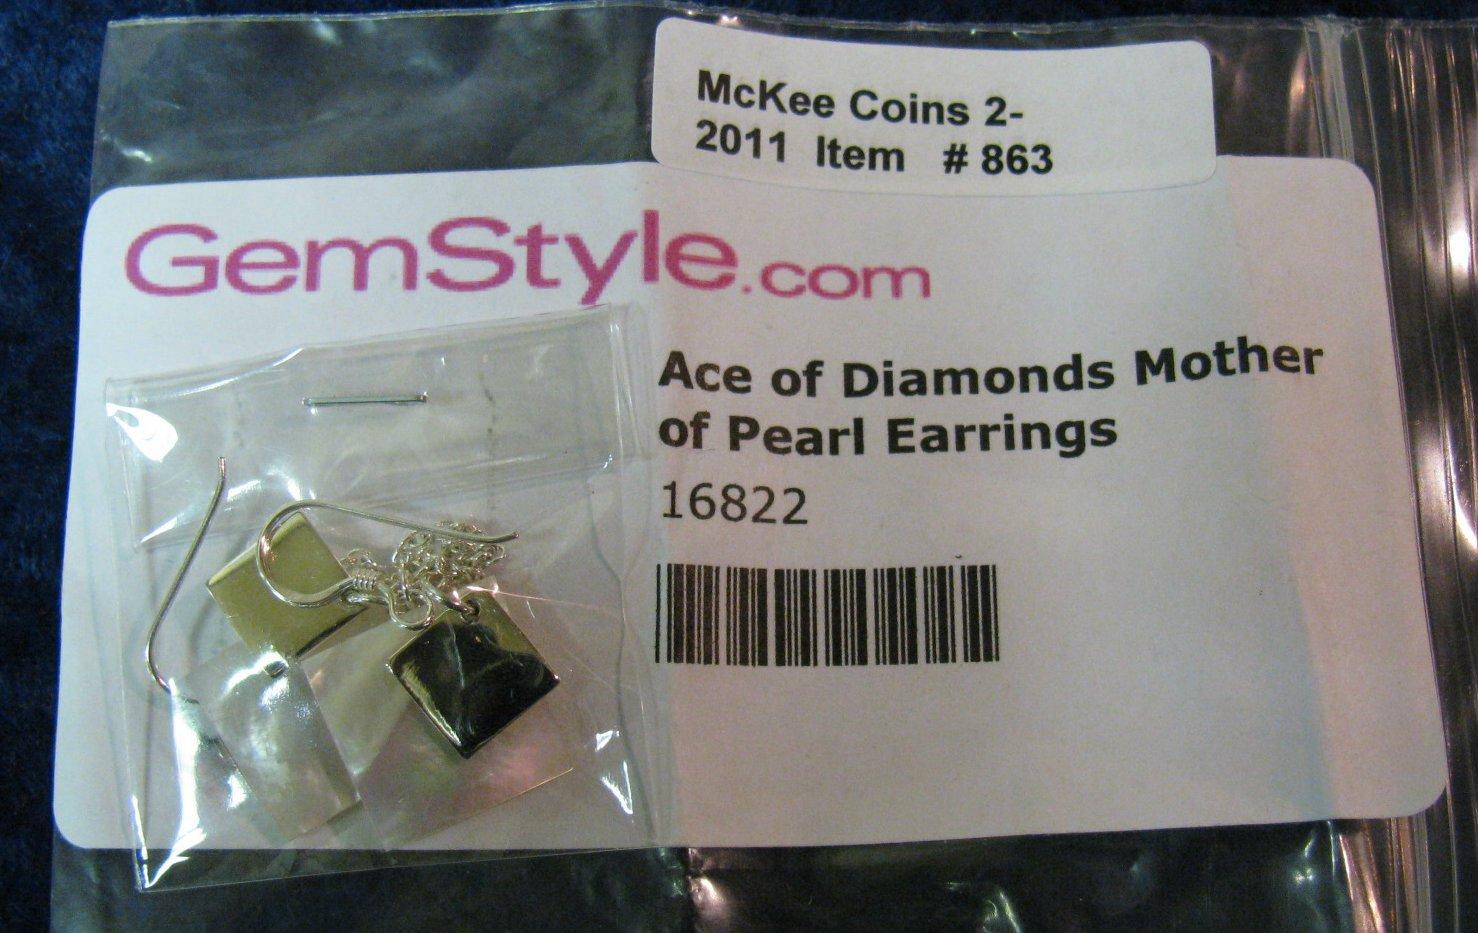 McKee Coins 2-
2011 Item # 863
GemStyle.com
Ace of Diamonds Mother
of Pearl Earrings
16822